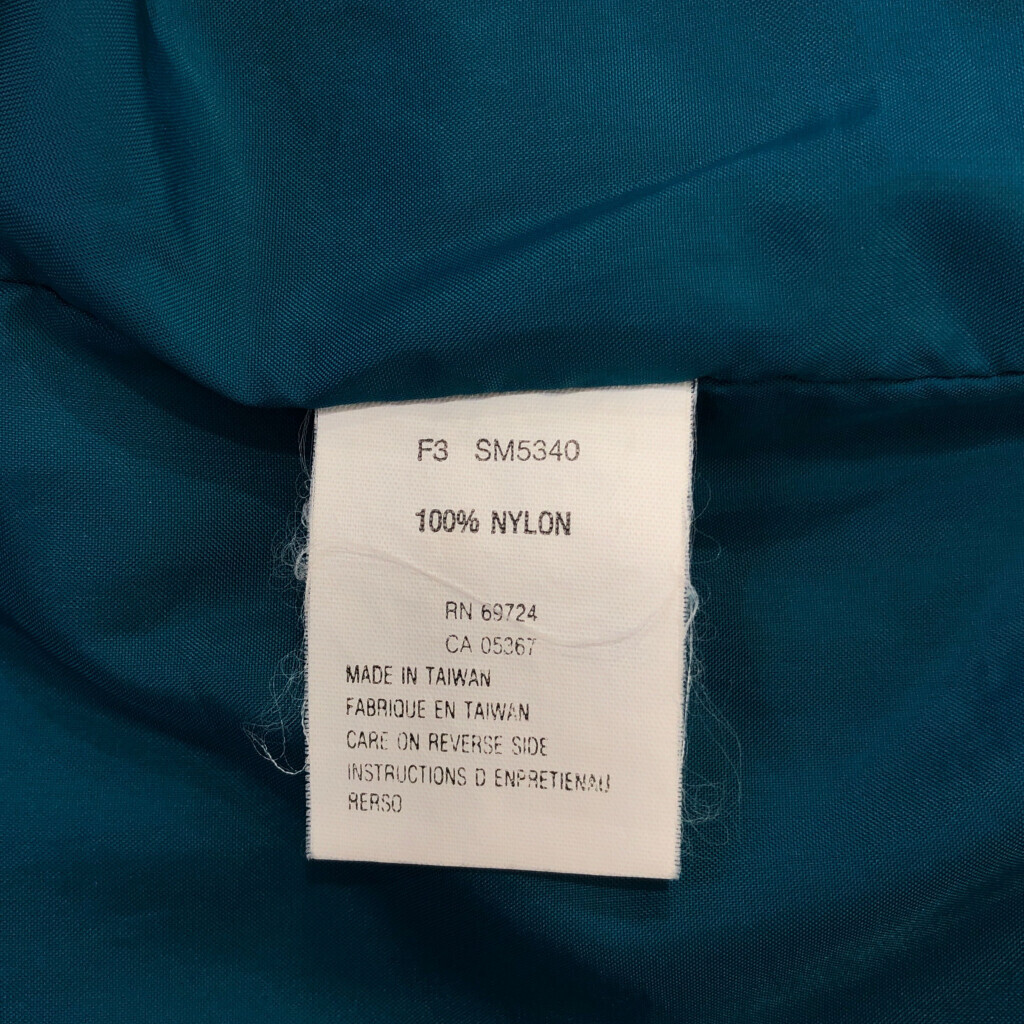 F3 SM5340
100% NYLON
RN 69724
CA 05367
MADE IN TAIWAN
FABRIQUE EN TAIWAN
CARE ON REVERSE SIDE
INSTRUCTIONS D ENPRETIENAU
RERSO